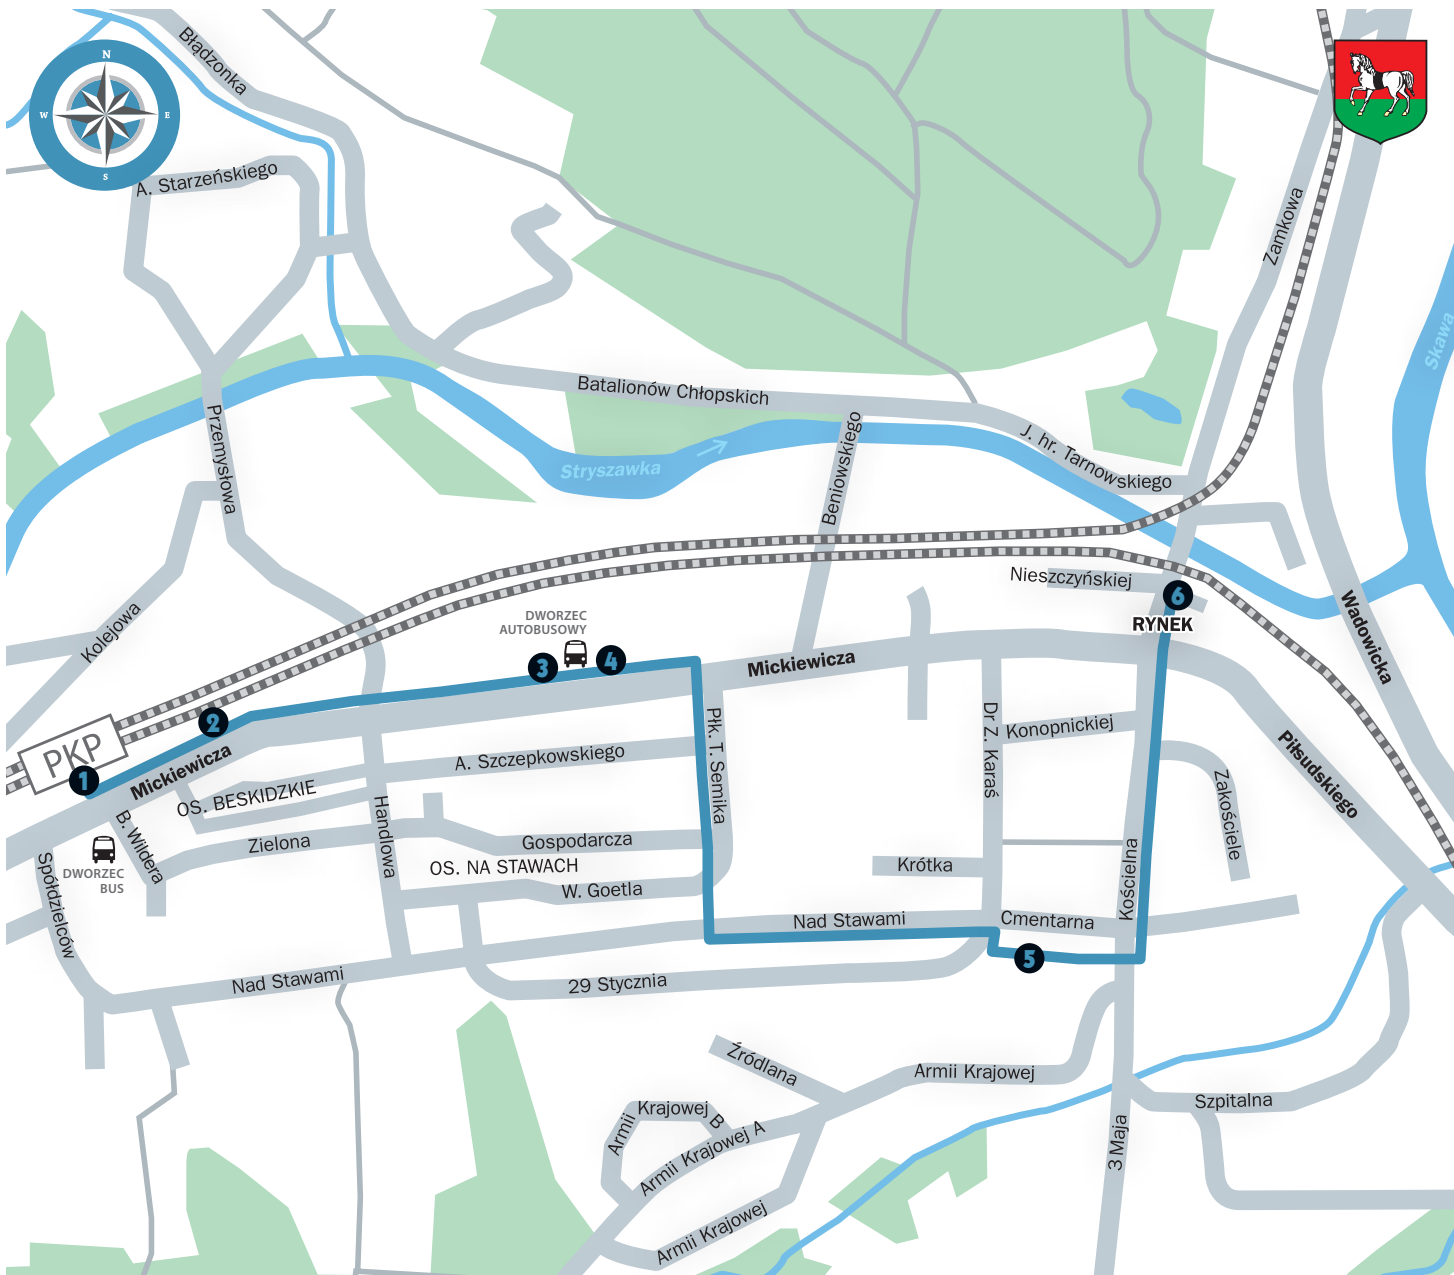 Błądzonka
N
W
E
S
A. Starzeńskiego
Zamkowa
Skawa
Batalionów Chłopskich
Przemysłowa
Beniowskiego
J. hr. Tarnowskiego
Stryszawka
Nieszczyńskiej
6
RYNEK
Wadowicka
Kolejowa
DWORZEC
AUTOBUSOWY
3
4
Mickiewicza
2
PKP
1
Mickiewicza
Płk. T. Semika
Dr Z. Karaś
Konopnickiej
Piłsudskiego
A. Szczepkowskiego
OS. BESKIDZKIE
Zakościele
B. Wildera
Handlowa
Zielona
Gospodarcza
DWORZEC
BUS
OS. NA STAWACH
Krótka
Kościelna
Spółdzielców
W. Goetla
Nad Stawami
Cmentarna
5
Nad Stawami
29 Stycznia
Źródlana
Armii Krajowej
Szpitalna
Armii Krajowej B
Armii Krajowej A
3 Maja
Armii Krajowej